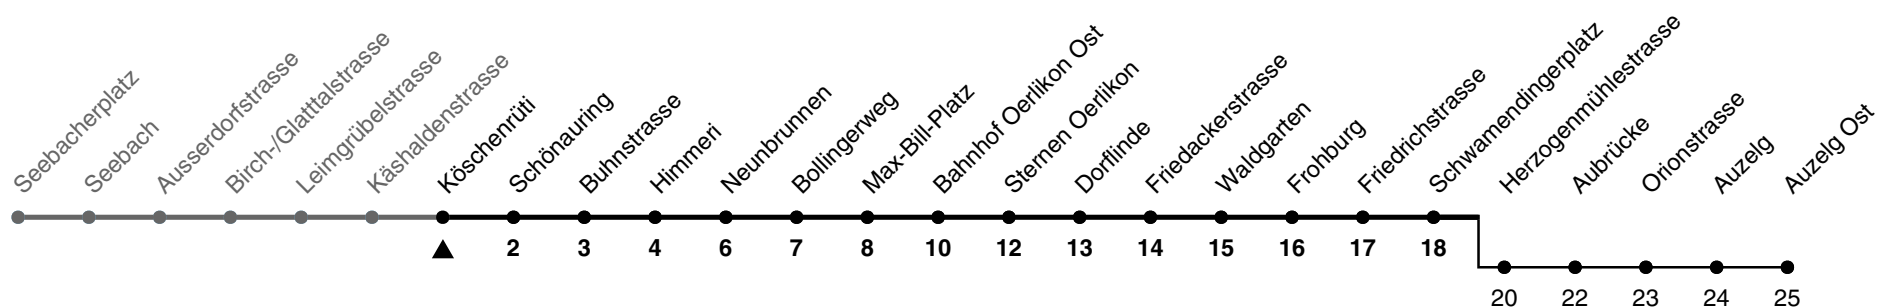 Seebacherplatz
Seebach
Ausserdorfstrasse
Birch-/Glatttalstrasse
Leimgrübelstrasse
Käshaldenstrasse
Köschenrüti
Schönauring
Buhnstrasse
Himmeri
Neunbrunnen
Bollingerweg
Max-Bill-Platz
Bahnhof Oerlikon Ost
Sternen Oerlikon
Dorflinde
Friedackerstrasse
Waldgarten
Frohburg
Friedrichstrasse
Schwamendingerplatz
Herzogenmühlestrasse
Aubrücke
Orionstrasse
Auzelg
Auzelg Ost
2 3 4 6 7 8 10 12 13 14 15 16 17 18
20 22 23 24 25